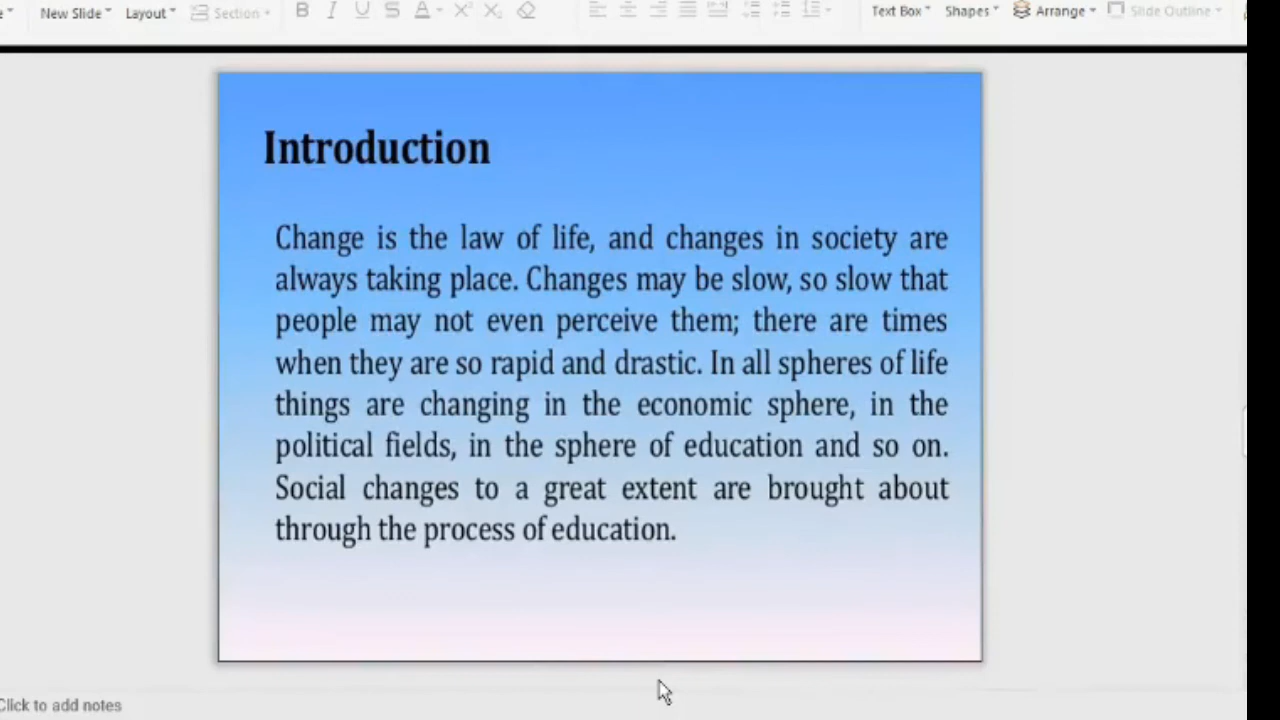 New Slide Layout Section B I U S A X² X₂ Text Box Shapes Arrange Slide Outline
Introduction
Change is the law of life, and changes in society are
always taking place. Changes may be slow, so slow that
people may not even perceive them; there are times
when they are so rapid and drastic. In all spheres of life
things are changing in the economic sphere, in the
political fields, in the sphere of education and so on.
Social changes to a great extent are brought about
through the process of education.
Click to add notes